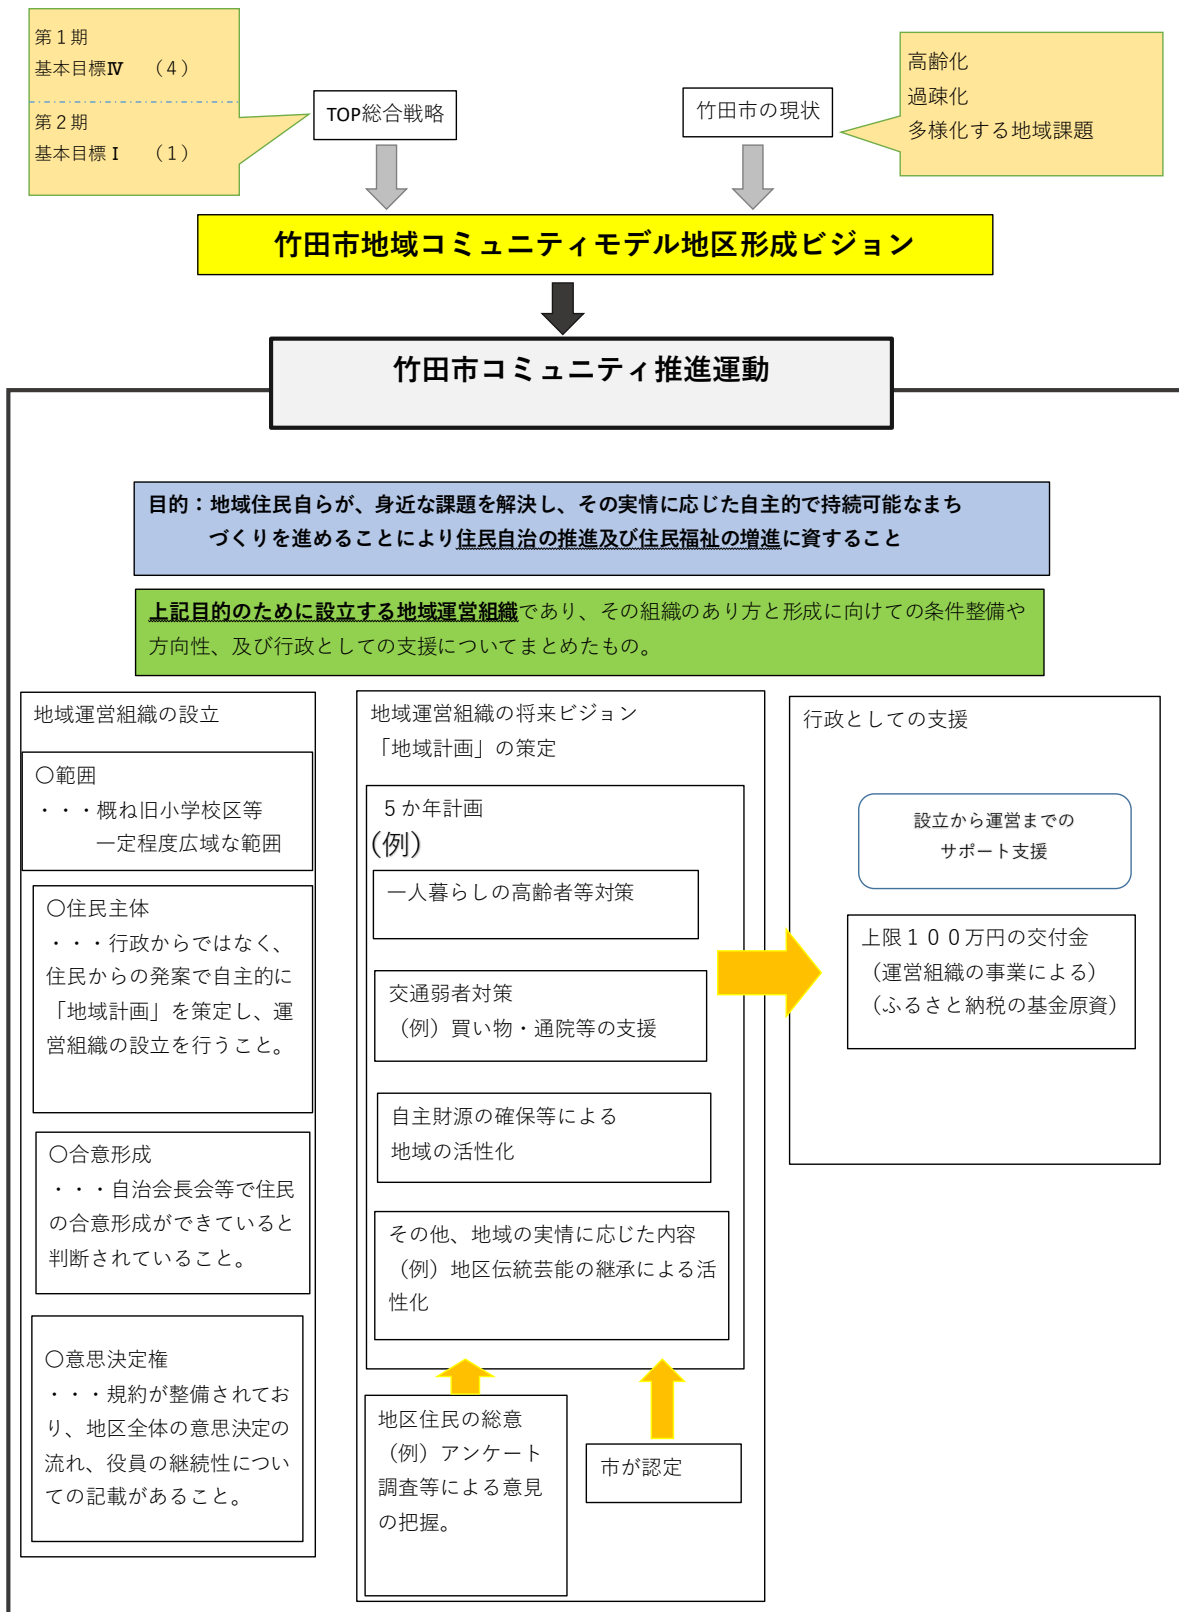 第１期
基本目標Ⅳ　（４）
第２期
基本目標Ⅰ　（１）
TOP総合戦略
竹田市の現状
高齢化
過疎化
多様化する地域課題
竹田市地域コミュニティモデル地区形成ビジョン
竹田市コミュニティ推進運動
目的：地域住民自らが、身近な課題を解決し、その実情に応じた自主的で持続可能なまち
づくりを進めることにより住民自治の推進及び住民福祉の増進に資すること
上記目的のために設立する地域運営組織であり、その組織のあり方と形成に向けての条件整備や
方向性、及び行政としての支援についてまとめたもの。
地域運営組織の設立
〇範囲
・・・概ね旧小学校区等
一定程度広域な範囲
〇住民主体
・・・行政からではなく、
住民からの発案で自主的に
「地域計画」を策定し、運
営組織の設立を行うこと。
〇合意形成
・・・自治会長会等で住民
の合意形成ができていると
判断されていること。
〇意思決定権
・・・規約が整備されてお
り、地区全体の意思決定の
流れ、役員の継続性につい
ての記載があること。
地域運営組織の将来ビジョン
「地域計画」の策定
５か年計画
(例)
一人暮らしの高齢者等対策
交通弱者対策
（例）買い物・通院等の支援
自主財源の確保等による
地域の活性化
その他、地域の実情に応じた内容
（例）地区伝統芸能の継承による活
性化
地区住民の総意
（例）アンケート
調査等による意見
の把握。
市が認定
行政としての支援
設立から運営までの
サポート支援
上限１００万円の交付金
（運営組織の事業による）
（ふるさと納税の基金原資）